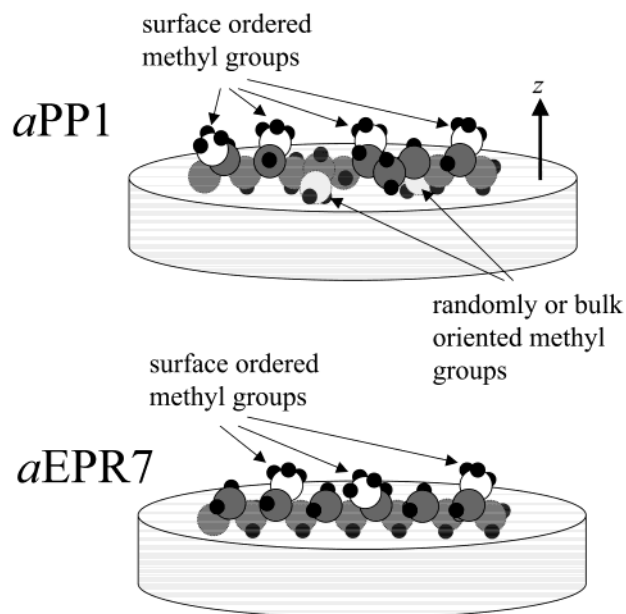 surface ordered
methyl groups
aPP1
z
randomly or bulk
oriented methyl
groups
surface ordered
methyl groups
aEPR7